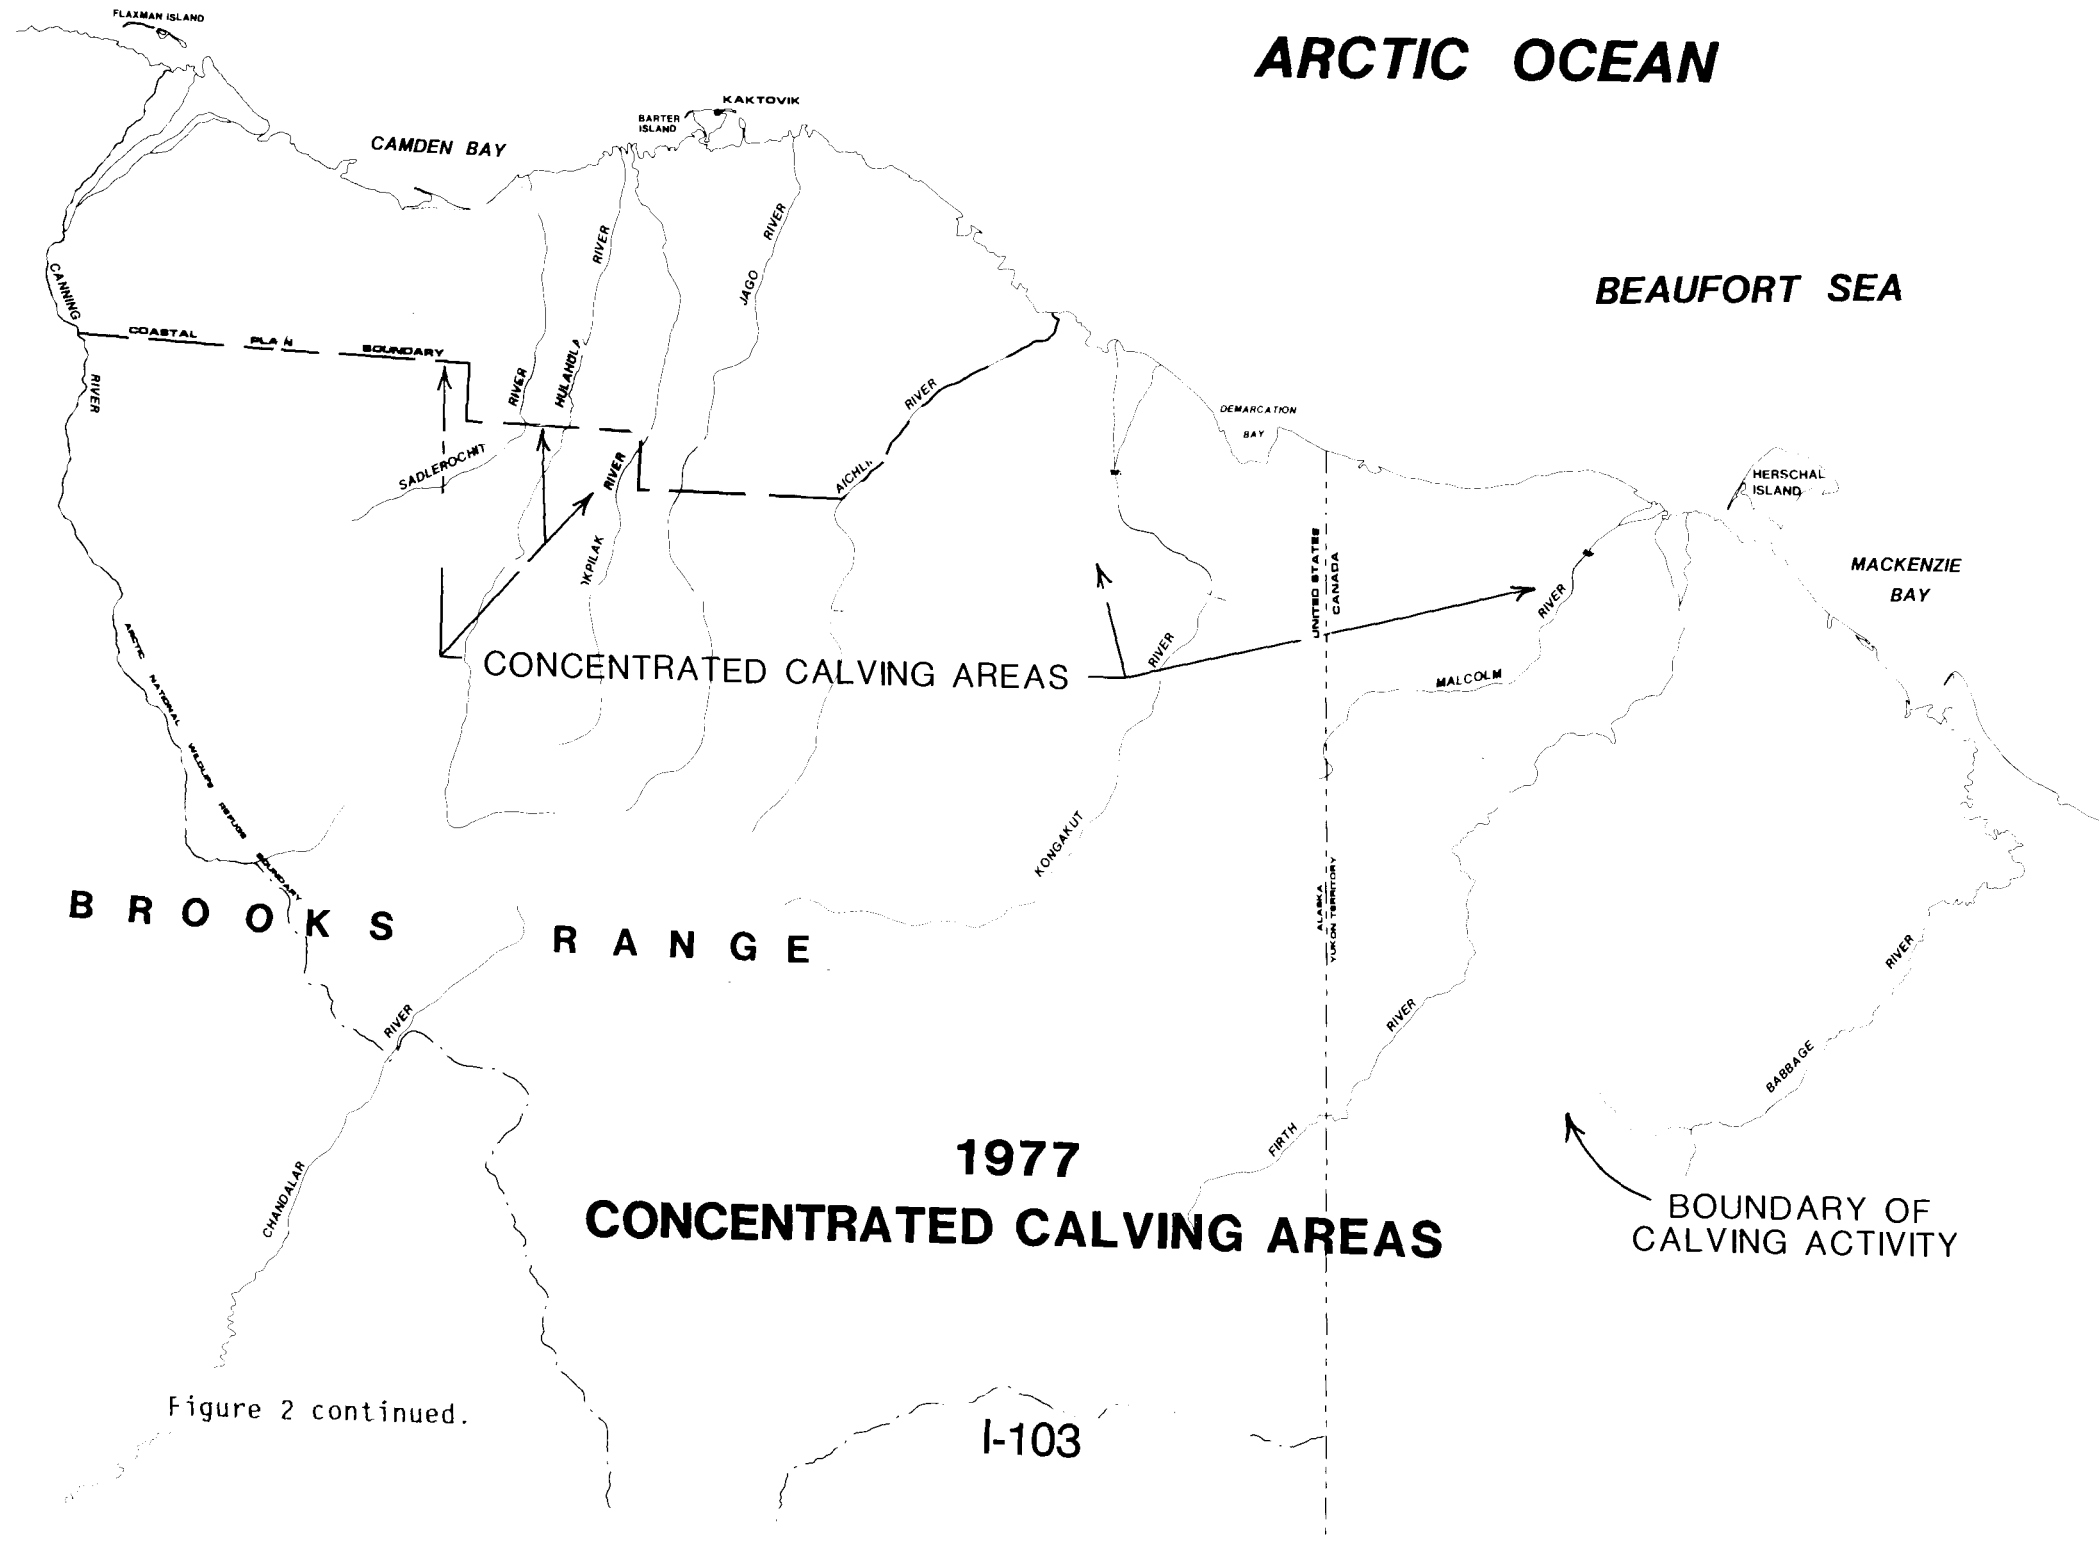 FLAXMAN ISLAND
ARCTIC OCEAN
KAKTOVIK
BARTER
ISLAND
CAMDEN BAY
RIVER
RIVER
JAGO
CANNING
BEAUFORT SEA
COASTAL
BOUNDARY
RIVER
RIVER
RIVER
DEMARCATION
BAY
SADLEROCHIT
RIVER
HERSCHAL
ISLAND
UNITED STATES
CANADA
MACKENZIE
BAY
RIVER
ARCTIC NATIONAL WILDLIFE REFUGE BOUNDARY
CONCENTRATED CALVING AREAS
RIVER
MALCOLM
KONGAKUT
ALASKA
YUKON TERRITORY
BROOKS RANGE
RIVER
RIVER
RIVER
BABBAGE
FIRTH
CHANDALAR
1977
CONCENTRATED CALVING AREAS
BOUNDARY OF
CALVING ACTIVITY
Figure 2 continued.
I-103